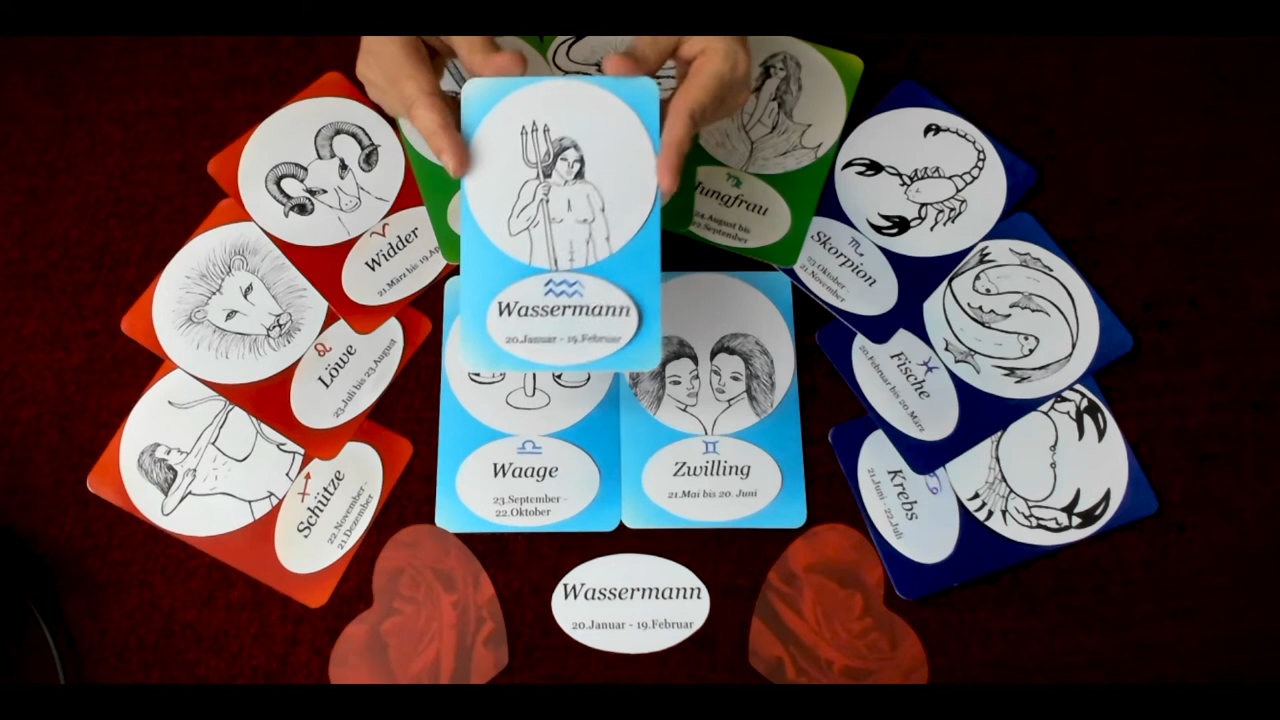 Wassermann
20.Januar - 19.Februar
Widder
21.März bis 19.Ap
Löwe
23.Juli bis 23.August
Schütze
22.November -
21.Dezember
Jungfrau
24.August bis
22.September
Skorpion
23.Oktober -
21.November
Fische
20.Februar bis 20.März
Krebs
21.Juni - 22.Juli
Waage
23.September -
22.Oktober
Zwilling
21.Mai bis 20. Juni
Wassermann
20.Januar - 19.Februar